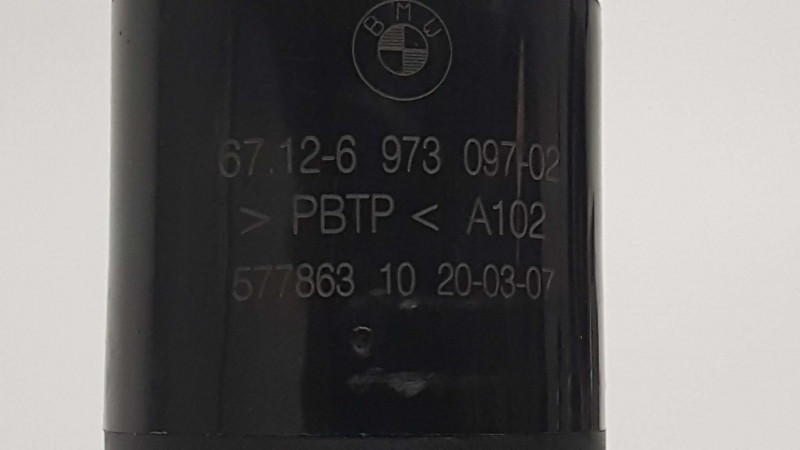 BMW
67.12-6 973 097-02
> PBTP < A102
577863 10 20-03-07